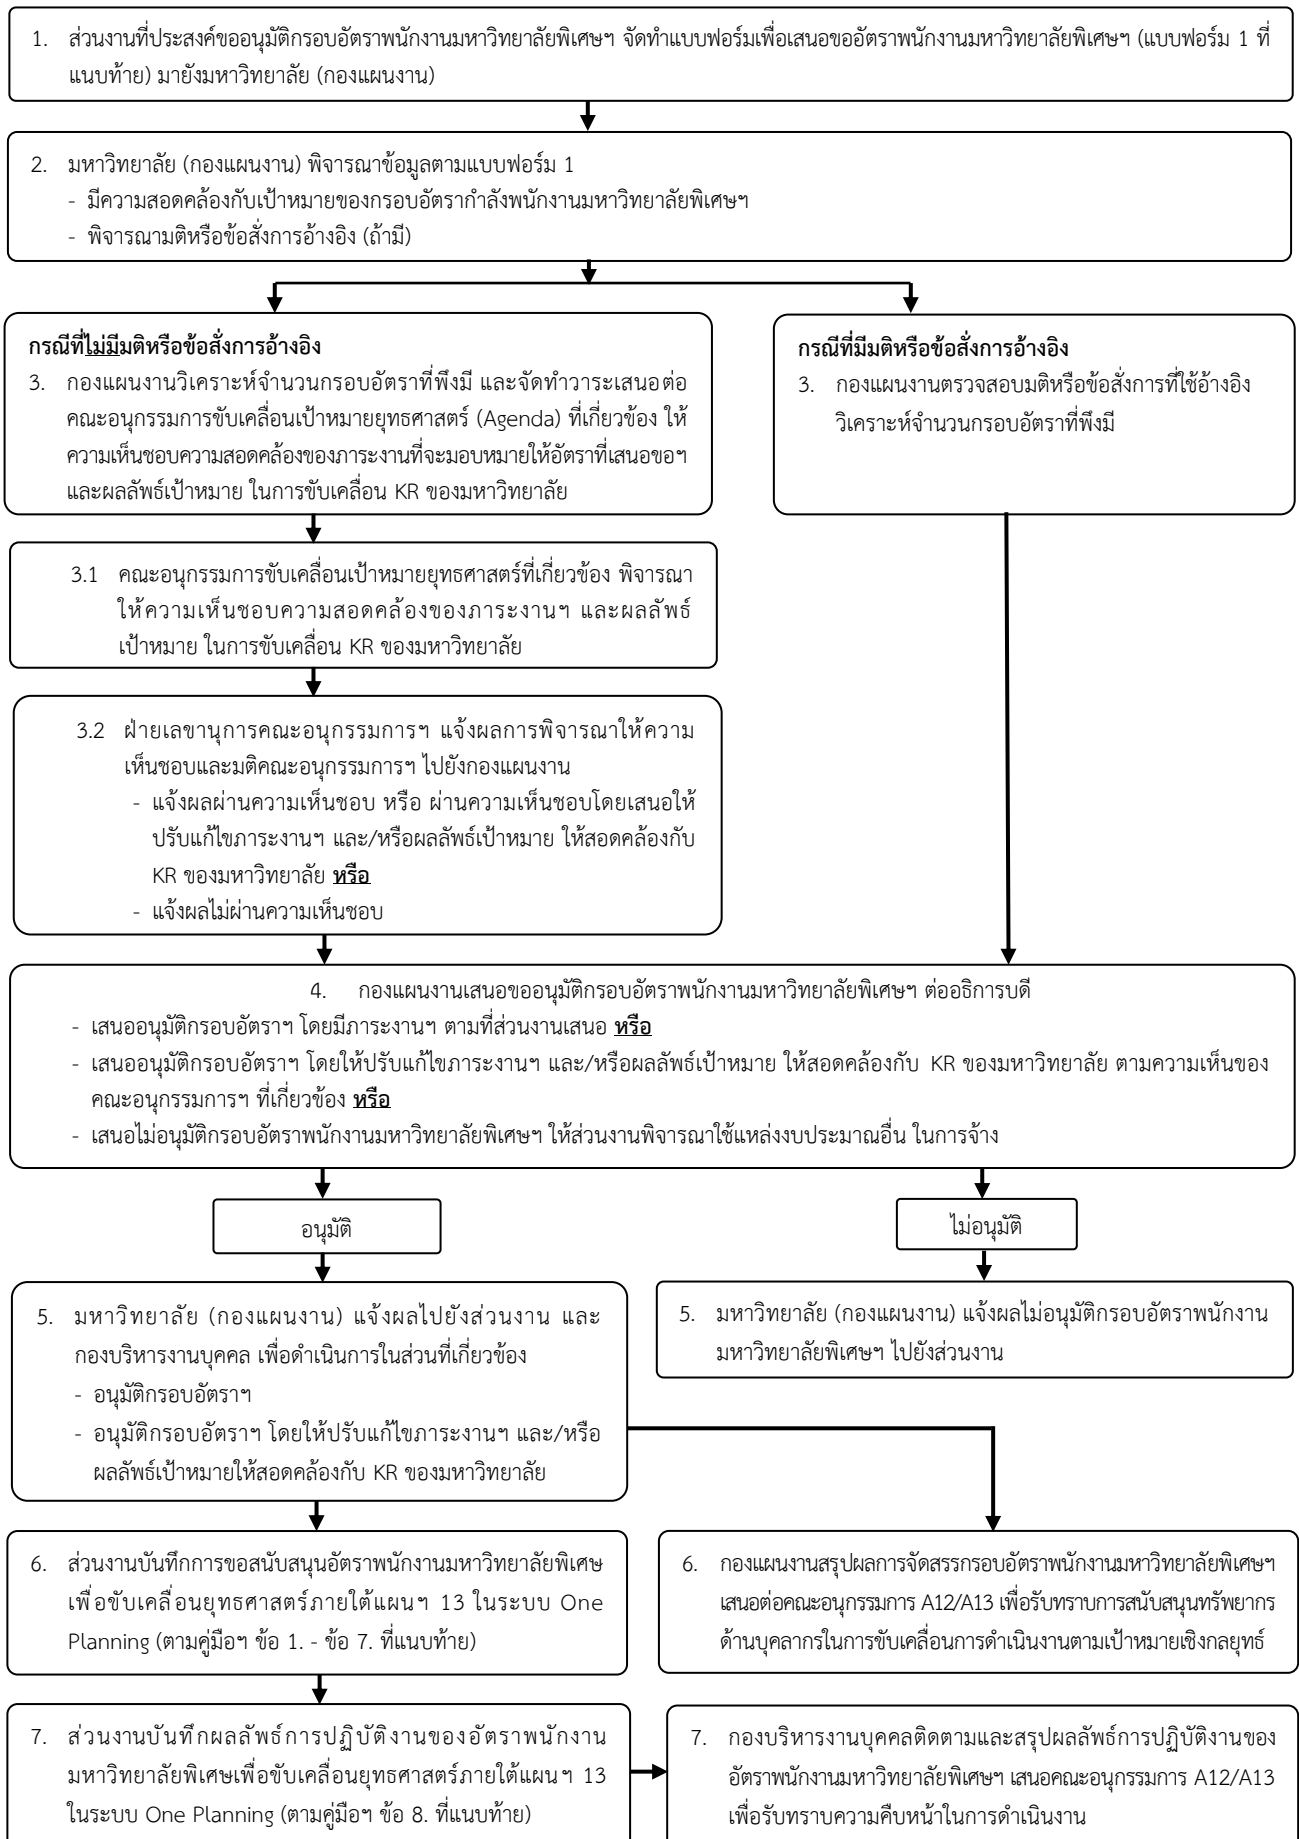 1. ส่วนงานที่ประสงค์ขออนุมัติกรอบอัตราพนักงานมหาวิทยาลัยพิเศษฯ จัดทำแบบฟอร์มเพื่อเสนอขออัตราพนักงานมหาวิทยาลัยพิเศษฯ (แบบฟอร์ม 1 ที่
แนบท้าย) มายังมหาวิทยาลัย (กองแผนงาน)
2. มหาวิทยาลัย (กองแผนงาน) พิจารณาข้อมูลตามแบบฟอร์ม 1
- มีความสอดคล้องกับเป้าหมายของกรอบอัตรากำลังพนักงานมหาวิทยาลัยพิเศษฯ
- พิจารณามติหรือข้อสั่งการอ้างอิง (ถ้ามี)
กรณีที่ไม่มีมติหรือข้อสั่งการอ้างอิง
3. กองแผนงานวิเคราะห์จำนวนกรอบอัตราที่พึงมี และจัดทำวาระเสนอต่อ
คณะอนุกรรมการขับเคลื่อนเป้าหมายยุทธศาสตร์ (Agenda) ที่เกี่ยวข้อง ให้
ความเห็นชอบความสอดคล้องของภาระงานที่จะมอบหมายให้อัตราที่เสนอขอฯ
และผลลัพธ์เป้าหมาย ในการขับเคลื่อน KR ของมหาวิทยาลัย
กรณีที่มีมติหรือข้อสั่งการอ้างอิง
3. กองแผนงานตรวจสอบมติหรือข้อสั่งการที่ใช้อ้างอิง
วิเคราะห์จำนวนกรอบอัตราที่พึงมี
3.1 คณะอนุกรรมการขับเคลื่อนเป้าหมายยุทธศาสตร์ที่เกี่ยวข้อง พิจารณา
ให้ความเห็นชอบความสอดคล้องของภาระงานฯ และผลลัพธ์
เป้าหมาย ในการขับเคลื่อน KR ของมหาวิทยาลัย
3.2 ฝ่ายเลขานุการคณะอนุกรรมการฯ แจ้งผลการพิจารณาให้ความ
เห็นชอบและมติคณะอนุกรรมการฯ ไปยังกองแผนงาน
- แจ้งผลผ่านความเห็นชอบ หรือ ผ่านความเห็นชอบโดยเสนอให้
ปรับแก้ไขภาระงานฯ และ/หรือผลลัพธ์เป้าหมาย ให้สอดคล้องกับ
KR ของมหาวิทยาลัย หรือ
- แจ้งผลไม่ผ่านความเห็นชอบ
4. กองแผนงานเสนอขออนุมัติกรอบอัตราพนักงานมหาวิทยาลัยพิเศษฯ ต่ออธิการบดี
- เสนออนุมัติกรอบอัตราฯ โดยมีภาระงานฯ ตามที่ส่วนงานเสนอ หรือ
- เสนออนุมัติกรอบอัตราฯ โดยให้ปรับแก้ไขภาระงานฯ และ/หรือผลลัพธ์เป้าหมาย ให้สอดคล้องกับ KR ของมหาวิทยาลัย ตามความเห็นของ
คณะอนุกรรมการฯ ที่เกี่ยวข้อง หรือ
- เสนอไม่อนุมัติกรอบอัตราพนักงานมหาวิทยาลัยพิเศษฯ ให้ส่วนงานพิจารณาใช้แหล่งงบประมาณอื่น ในการจ้าง
อนุมัติ
ไม่อนุมัติ
5. มหาวิทยาลัย (กองแผนงาน) แจ้งผลไปยังส่วนงาน และ
กองบริหารงานบุคคล เพื่อดำเนินการในส่วนที่เกี่ยวข้อง
- อนุมัติกรอบอัตราฯ
- อนุมัติกรอบอัตราฯ โดยให้ปรับแก้ไขภาระงานฯ และ/หรือ
ผลลัพธ์เป้าหมายให้สอดคล้องกับ KR ของมหาวิทยาลัย
5. มหาวิทยาลัย (กองแผนงาน) แจ้งผลไม่อนุมัติกรอบอัตราพนักงาน
มหาวิทยาลัยพิเศษฯ ไปยังส่วนงาน
6. ส่วนงานบันทึกการขอสนับสนุนอัตราพนักงานมหาวิทยาลัยพิเศษ
เพื่อขับเคลื่อนยุทธศาสตร์ภายใต้แผนฯ 13 ในระบบ One
Planning (ตามคู่มือฯ ข้อ 1. - ข้อ 7. ที่แนบท้าย)
6. กองแผนงานสรุปผลการจัดสรรกรอบอัตราพนักงานมหาวิทยาลัยพิเศษฯ
เสนอต่อคณะอนุกรรมการ A12/A13 เพื่อรับทราบการสนับสนุนทรัพยากร
ด้านบุคลากรในการขับเคลื่อนการดำเนินงานตามเป้าหมายเชิงกลยุทธ์
7. ส่วนงานบันทึกผลลัพธ์การปฏิบัติงานของอัตราพนักงาน
มหาวิทยาลัยพิเศษเพื่อขับเคลื่อนยุทธศาสตร์ภายใต้แผนฯ 13
ในระบบ One Planning (ตามคู่มือฯ ข้อ 8. ที่แนบท้าย)
7. กองบริหารงานบุคคลติดตามและสรุปผลลัพธ์การปฏิบัติงานของ
อัตราพนักงานมหาวิทยาลัยพิเศษฯ เสนอคณะอนุกรรมการ A12/A13
เพื่อรับทราบความคืบหน้าในการดำเนินงาน